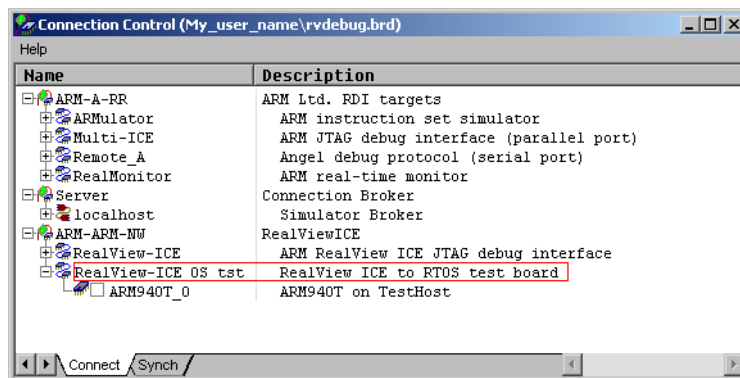 Connection Control (My_user_name\rvdebug.brd)
Help
Name Description
ARM-A-RR ARM Ltd. RDI targets
ARMulator ARM instruction set simulator
Multi-ICE ARM JTAG debug interface (parallel port)
Remote_A Angel debug protocol (serial port)
RealMonitor ARM real-time monitor
Server Connection Broker
localhost Simulator Broker
ARM-ARM-NW RealViewICE
RealView-ICE ARM RealView ICE JTAG debug interface
RealView-ICE OS tst RealView ICE to RTOS test board
ARM940T_0 ARM940T on TestHost
Connect Synch